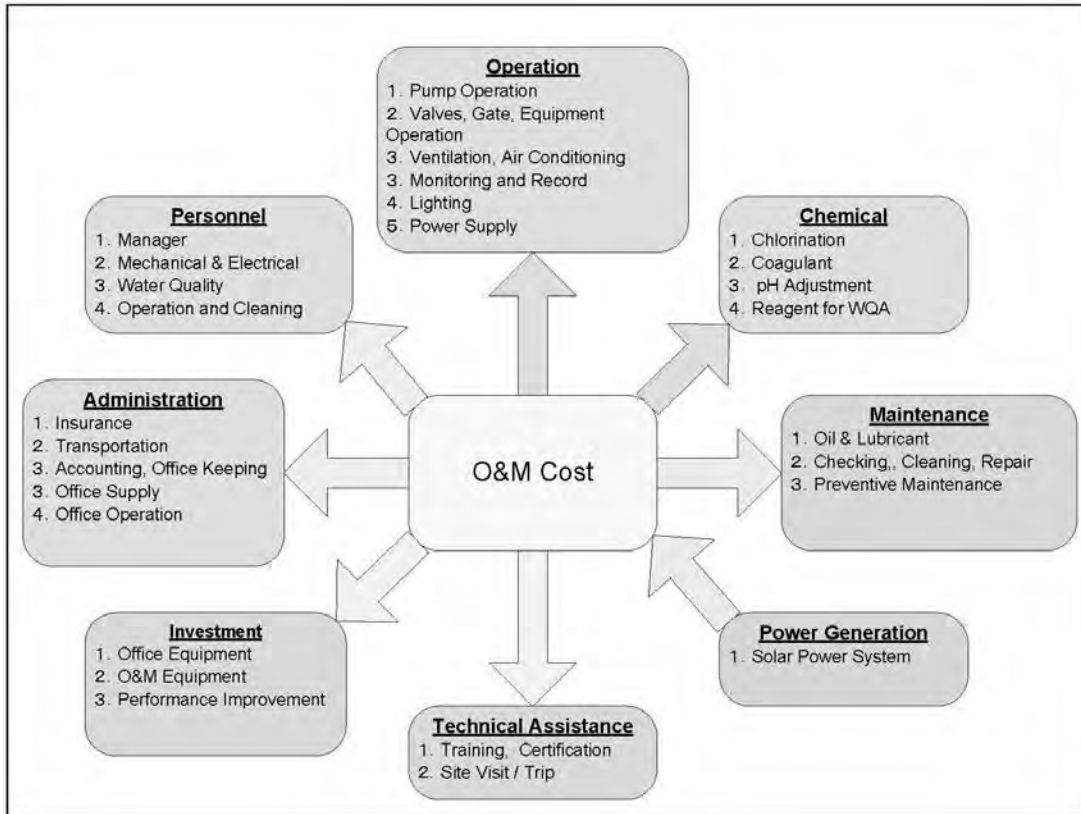 Operation
1. Pump Operation
2. Valves, Gate, Equipment
Operation
3. Ventilation, Air Conditioning
3. Monitoring and Record
4. Lighting
5. Power Supply
Personnel
1. Manager
2. Mechanical & Electrical
3. Water Quality
4. Operation and Cleaning
Chemical
1. Chlorination
2. Coagulant
3. pH Adjustment
4. Reagent for WQA
Administration
1. Insurance
2. Transportation
3. Accounting, Office Keeping
3. Office Supply
4. Office Operation
O&M Cost
Maintenance
1. Oil & Lubricant
2. Checking,, Cleaning, Repair
3. Preventive Maintenance
Investment
1. Office Equipment
2. O&M Equipment
3. Performance Improvement
Power Generation
1. Solar Power System
Technical Assistance
1. Training, Certification
2. Site Visit / Trip